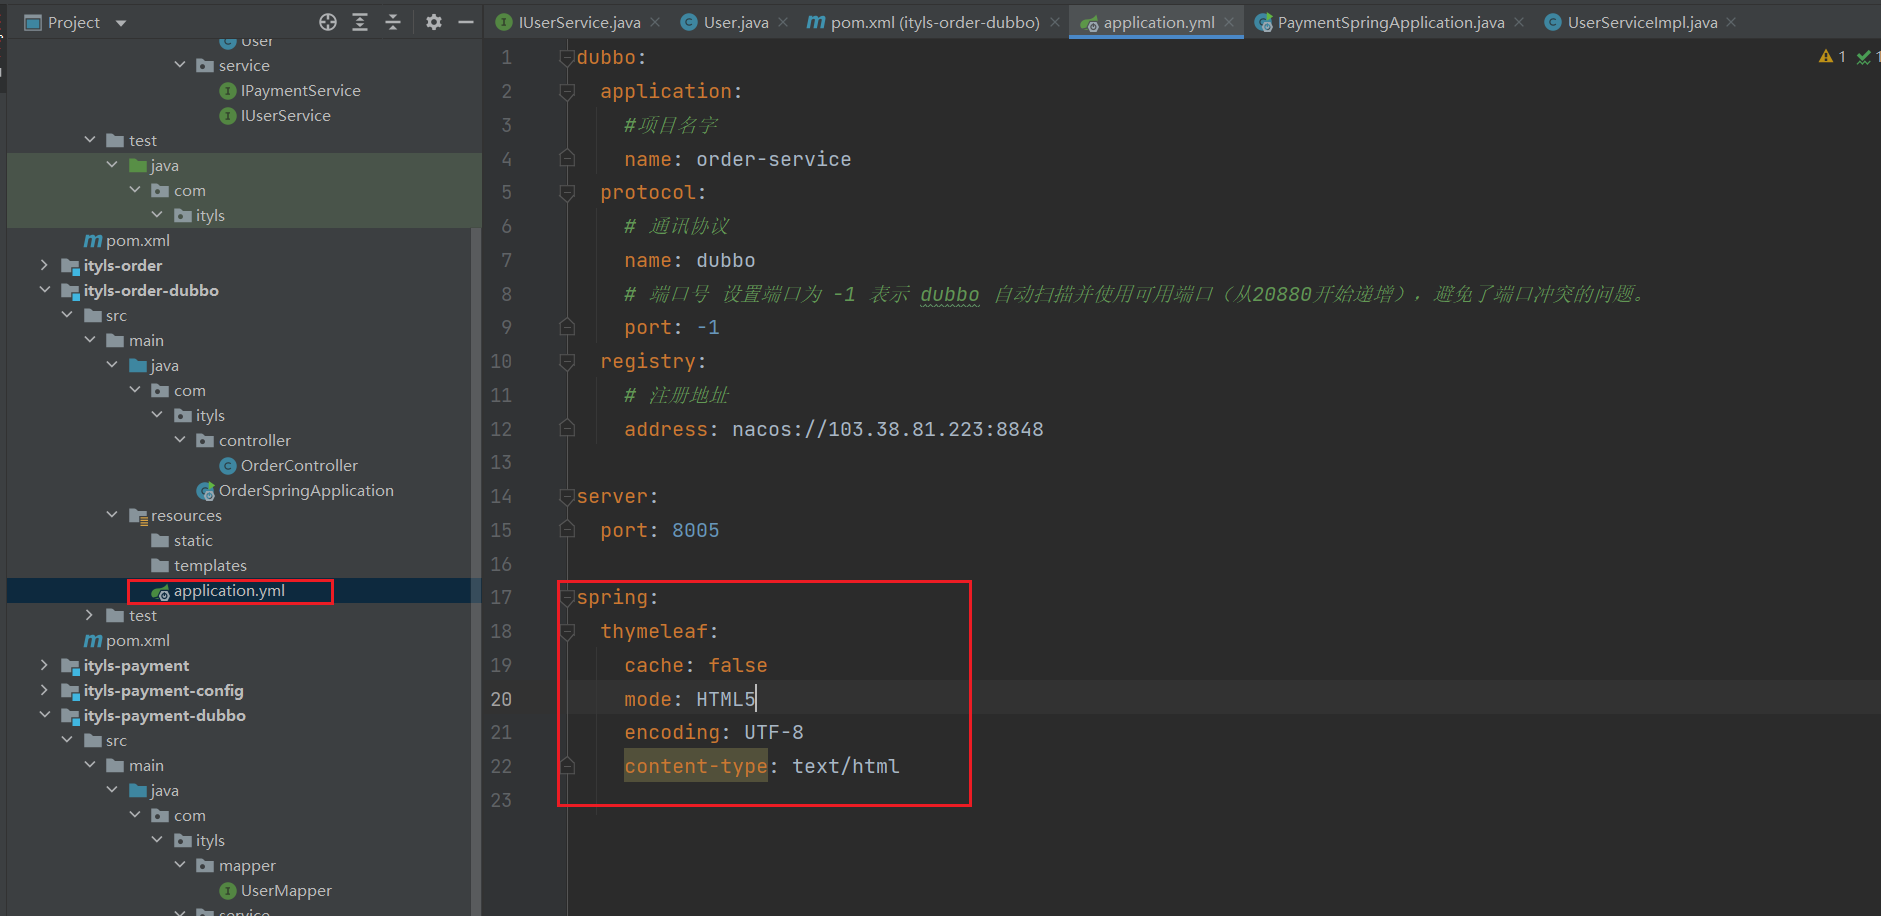 Project
User
service
IPaymentService
IUserService
test
java
com
ityls
pom.xml
ityls-order
ityls-order-dubbo
src
main
java
com
ityls
controller
OrderController
OrderSpringApplication
resources
static
templates
application.yml
test
pom.xml
ityls-payment
ityls-payment-config
ityls-payment-dubbo
src
main
java
com
ityls
mapper
UserMapper
service
IUserService.java
User.java
pom.xml (ityls-order-dubbo)
application.yml
PaymentSpringApplication.java
UserServiceImpl.java
1 dubbo:
2 application:
3 #项目名字
4 name: order-service
5 protocol:
6 # 通讯协议
7 name: dubbo
8 # 端口号 设置端口为 -1 表示 dubbo 自动扫描并使用可用端口（从20880开始递增），避免了端口冲突的问题。
9 port: -1
10 registry:
11 # 注册地址
12 address: nacos://103.38.81.223:8848
13
14 server:
15 port: 8005
16
17 spring:
18 thymeleaf:
19 cache: false
20 mode: HTML5
21 encoding: UTF-8
22 content-type: text/html
23
1
1